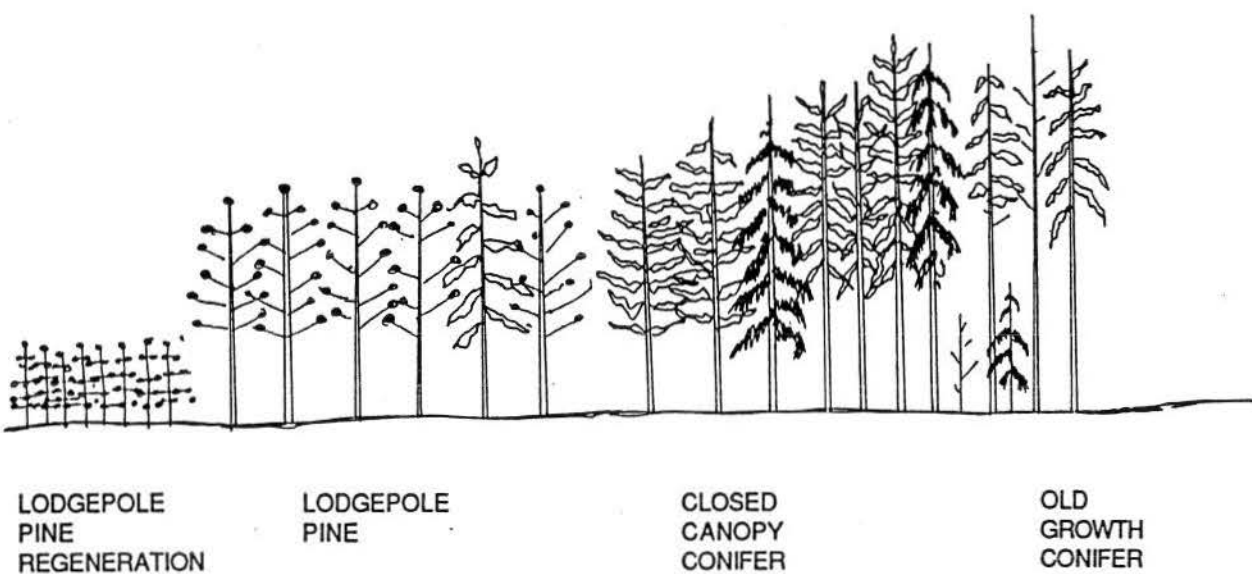 LODGEPOLE
PINE
REGENERATION
LODGEPOLE
PINE
CLOSED
CANOPY
CONIFER
OLD
GROWTH
CONIFER